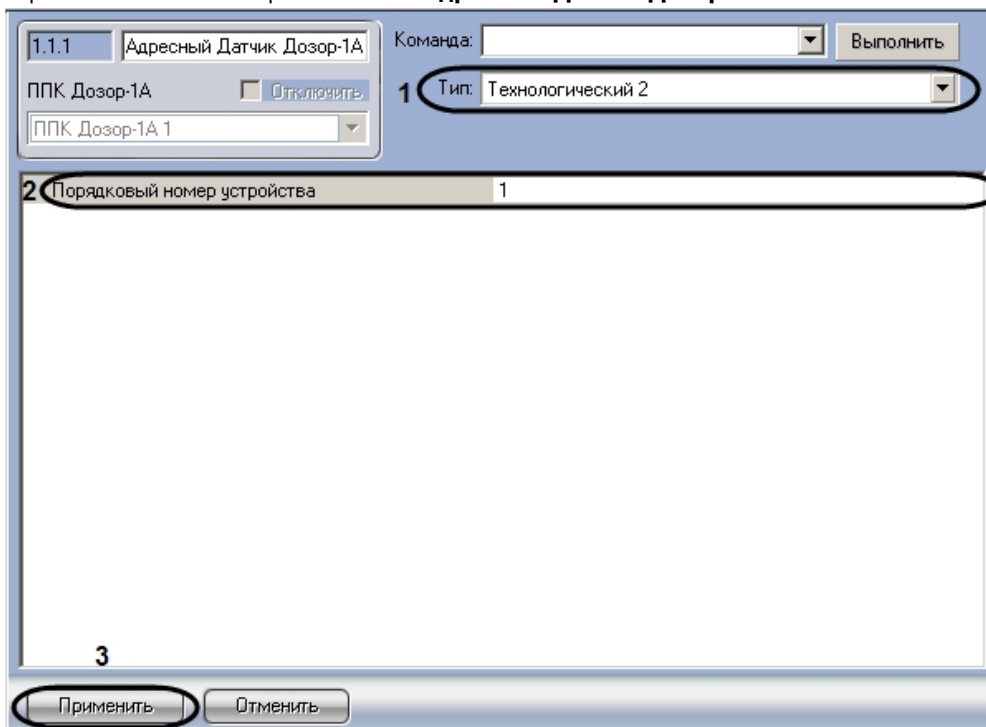 1.1.1 Адресный Датчик Дозор-1А
ППК Дозор-1А Отключить
ППК Дозор-1А 1
Команда: Выполнить
1 Тип: Технологический 2
2 Порядковый номер устройства 1
3
Применить Отменить